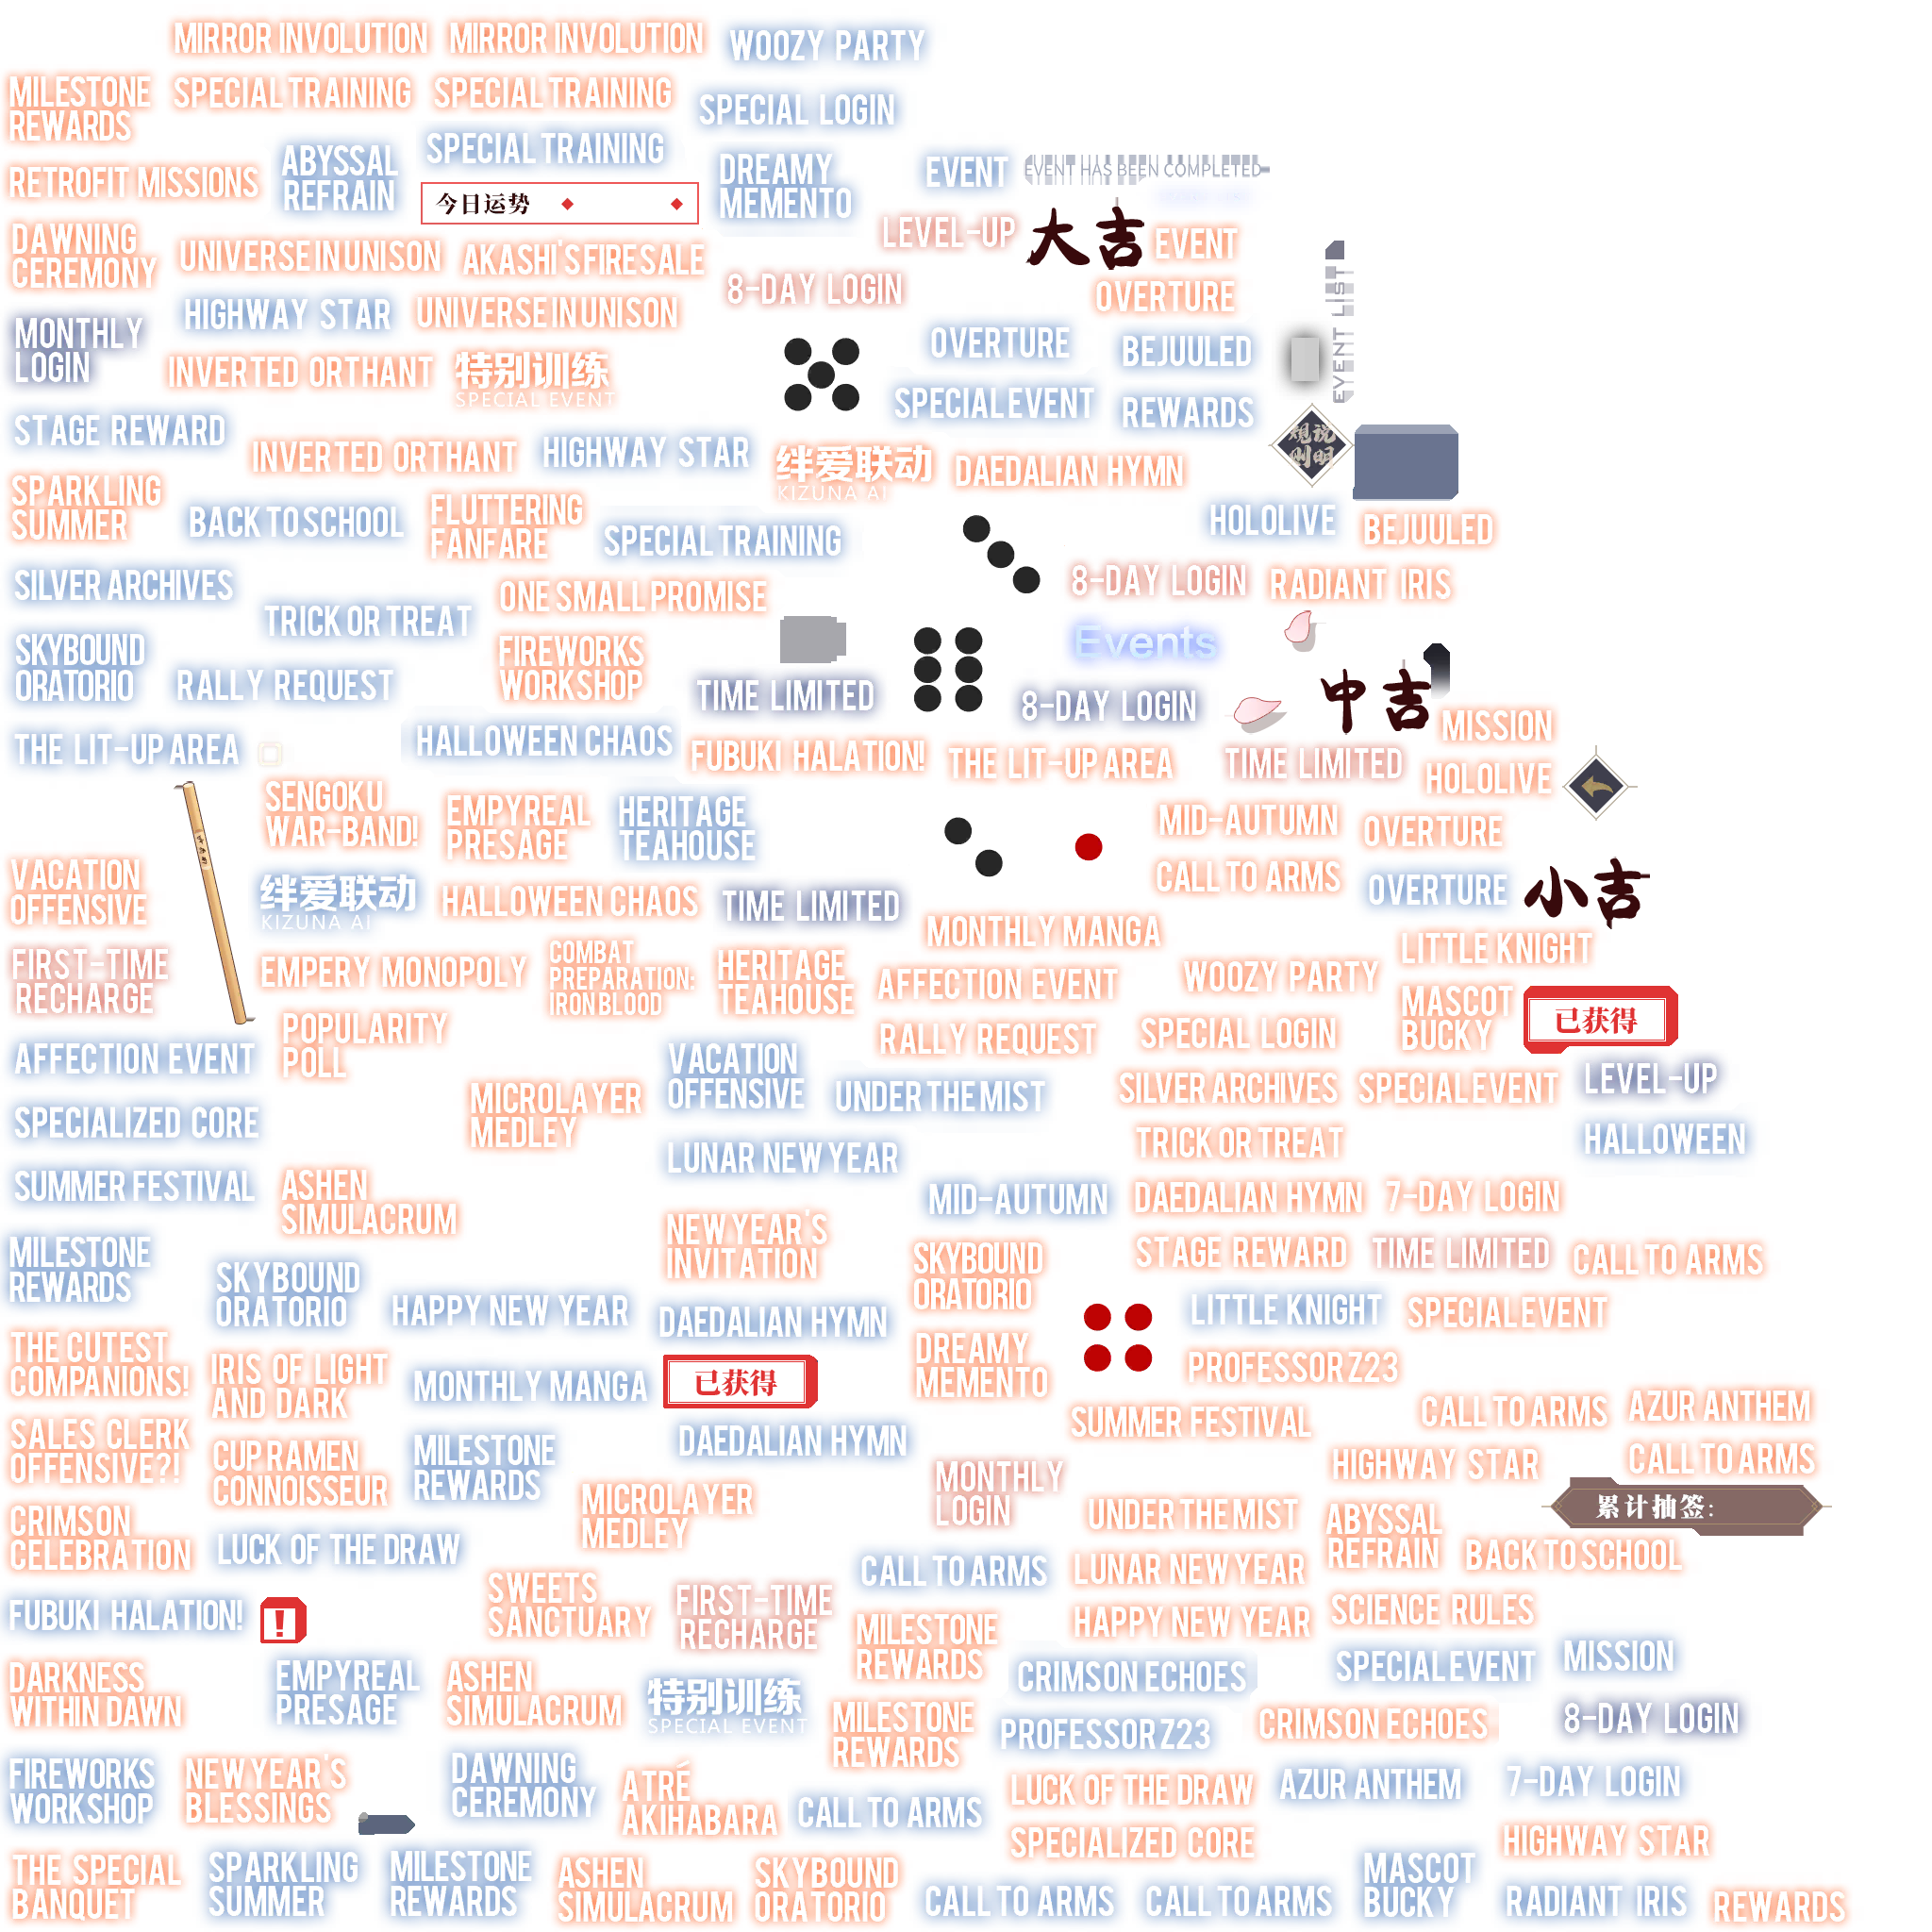 MIRROR INVOLUTION
MIRROR INVOLUTION
WOOZY PARTY
MILESTONE
REWARDS
SPECIAL TRAINING
SPECIAL TRAINING
SPECIAL LOGIN
ABYSSAL
REFRAIN
SPECIAL TRAINING
RETROFIT MISSIONS
DREAMY
MEMENTO
EVENT
EVENT HAS BEEN COMPLETED
今日运势
LEVEL-UP
大吉
EVENT
DAWNING
CEREMONY
UNIVERSE IN UNISON
AKASHI'S FIRE SALE
8-DAY LOGIN
OVERTURE
EVENT LIST
MONTHLY
LOGIN
HIGHWAY STAR
UNIVERSE IN UNISON
OVERTURE
BEJUULED
INVERTED ORTHANT
特别训练
SPECIAL EVENT
SPECIAL EVENT
REWARDS
STAGE REWARD
INVERTED ORTHANT
HIGHWAY STAR
绊爱联动
KIZUNA AI
DAEDALIAN HYMN
规说
则明
SPARKLING
SUMMER
BACK TO SCHOOL
FLUTTERING
FANFARE
SPECIAL TRAINING
HOLOLIVE
BEJUULED
SILVER ARCHIVES
ONE SMALL PROMISE
8-DAY LOGIN
RADIANT IRIS
TRICK OR TREAT
SKYBOUND
ORATORIO
RALLY REQUEST
FIREWORKS
WORKSHOP
TIME LIMITED
Events
8-DAY LOGIN
中吉
MISSION
THE LIT-UP AREA
HALLOWEEN CHAOS
FUBUKI HALATION!
THE LIT-UP AREA
TIME LIMITED
HOLOLIVE
SENGOKU
WAR-BAND!
EMPYREAL
PRESAGE
HERITAGE
TEAHOUSE
MID-AUTUMN
OVERTURE
VACATION
OFFENSIVE
绊爱联动
KIZUNA AI
HALLOWEEN CHAOS
TIME LIMITED
CALL TO ARMS
OVERTURE
小吉
MONTHLY MANGA
LITTLE KNIGHT
FIRST-TIME
RECHARGE
EMPERY MONOPOLY
COMBAT
PREPARATION:
IRON BLOOD
HERITAGE
TEAHOUSE
AFFECTION EVENT
WOOZY PARTY
MASCOT
BUCKY
已获得
POPULARITY
POLL
RALLY REQUEST
SPECIAL LOGIN
AFFECTION EVENT
VACATION
OFFENSIVE
UNDER THE MIST
SILVER ARCHIVES
SPECIAL EVENT
LEVEL-UP
SPECIALIZED CORE
MICROLAYER
MEDLEY
TRICK OR TREAT
HALLOWEEN
LUNAR NEW YEAR
SUMMER FESTIVAL
ASHEN
SIMULACRUM
MID-AUTUMN
DAEDALIAN HYMN
7-DAY LOGIN
NEW YEAR'S
INVITATION
MILESTONE
REWARDS
SKYBOUND
ORATORIO
SKYBOUND
ORATORIO
STAGE REWARD
TIME LIMITED
CALL TO ARMS
HAPPY NEW YEAR
DAEDALIAN HYMN
LITTLE KNIGHT
SPECIAL EVENT
THE CUTEST
COMPANIONS!
IRIS OF LIGHT
AND DARK
MONTHLY MANGA
已获得
DREAMY
MEMENTO
PROFESSOR Z23
SALES CLERK
OFFENSIVE?!
CUP RAMEN
CONNOISSEUR
MILESTONE
REWARDS
DAEDALIAN HYMN
SUMMER FESTIVAL
CALL TO ARMS
AZUR ANTHEM
MONTHLY
LOGIN
HIGHWAY STAR
CALL TO ARMS
CRIMSON
CELEBRATION
LUCK OF THE DRAW
MICROLAYER
MEDLEY
UNDER THE MIST
ABYSSAL
REFRAIN
累计抽签:
BACK TO SCHOOL
CALL TO ARMS
LUNAR NEW YEAR
FUBUKI HALATION!
!
SWEETS
SANCTUARY
FIRST-TIME
RECHARGE
MILESTONE
REWARDS
HAPPY NEW YEAR
SCIENCE RULES
DARKNESS
WITHIN DAWN
EMPYREAL
PRESAGE
ASHEN
SIMULACRUM
特别训练
SPECIAL EVENT
CRIMSON ECHOES
SPECIAL EVENT
MISSION
MILESTONE
REWARDS
PROFESSOR Z23
CRIMSON ECHOES
8-DAY LOGIN
FIREWORKS
WORKSHOP
NEW YEAR'S
BLESSINGS
DAWNING
CEREMONY
ATRÉ
AKIHABARA
CALL TO ARMS
LUCK OF THE DRAW
AZUR ANTHEM
7-DAY LOGIN
SPECIALIZED CORE
HIGHWAY STAR
THE SPECIAL
BANQUET
SPARKLING
SUMMER
MILESTONE
REWARDS
ASHEN
SIMULACRUM
SKYBOUND
ORATORIO
CALL TO ARMS
CALL TO ARMS
MASCOT
BUCKY
RADIANT IRIS
REWARDS